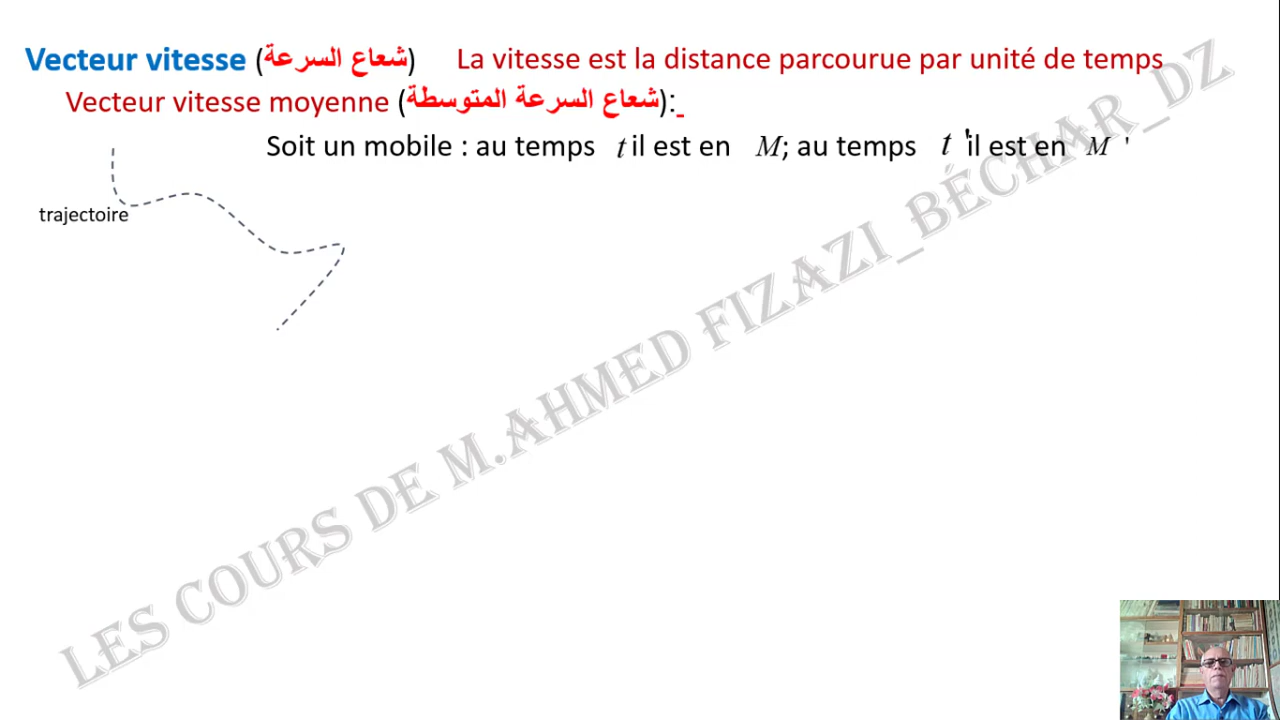 Vecteur vitesse (شعاع السرعة) La vitesse est la distance parcourue par unité de temps
Vecteur vitesse moyenne (شعاع السرعة المتوسطة):
Soit un mobile : au temps t il est en M; au temps t ' il est en M '
trajectoire
LES COURS DE M.AHMED FIZAZI_BÉCHAR_DZ